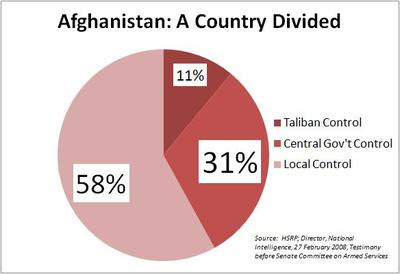 Afghanistan: A Country Divided
11%
31%
58%
Taliban Control
Central Gov't Control
Local Control
Source: HSRP; Director, National
Intelligence, 27 February 2008, Testimony
before Senate Committee on Armed Services